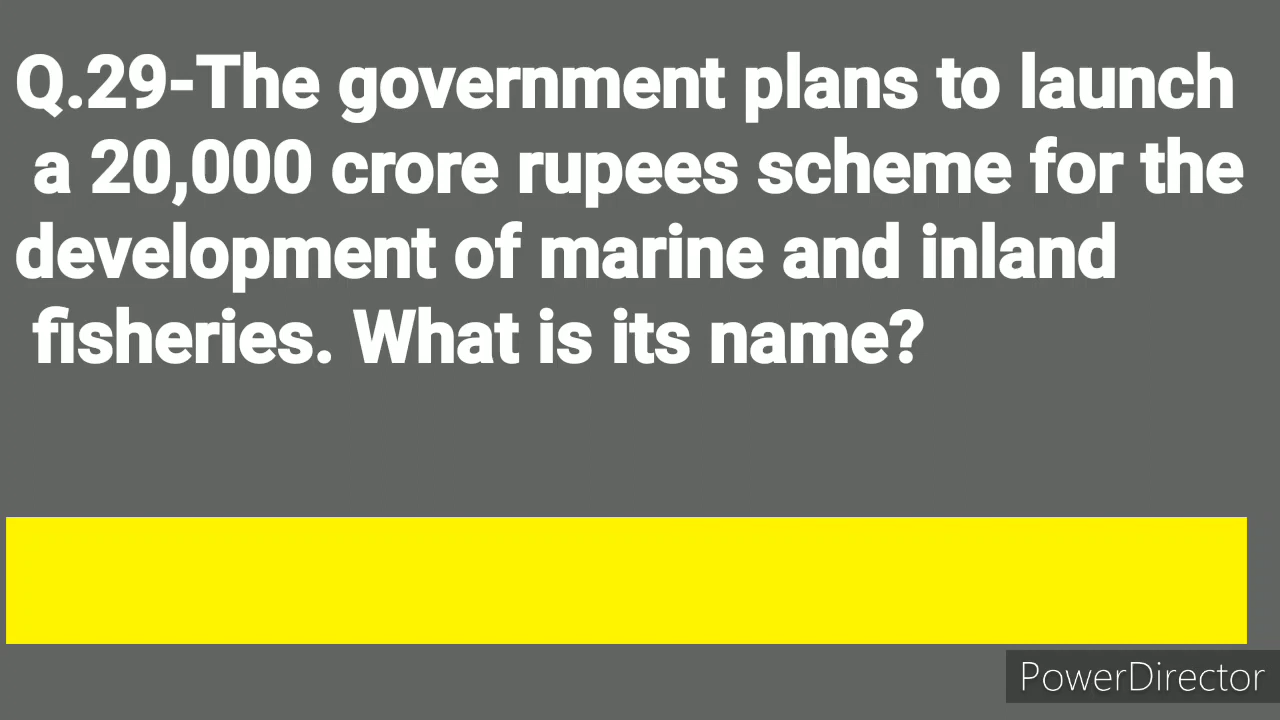 Q.29-The government plans to launch
a 20,000 crore rupees scheme for the
development of marine and inland
fisheries. What is its name?
PowerDirector